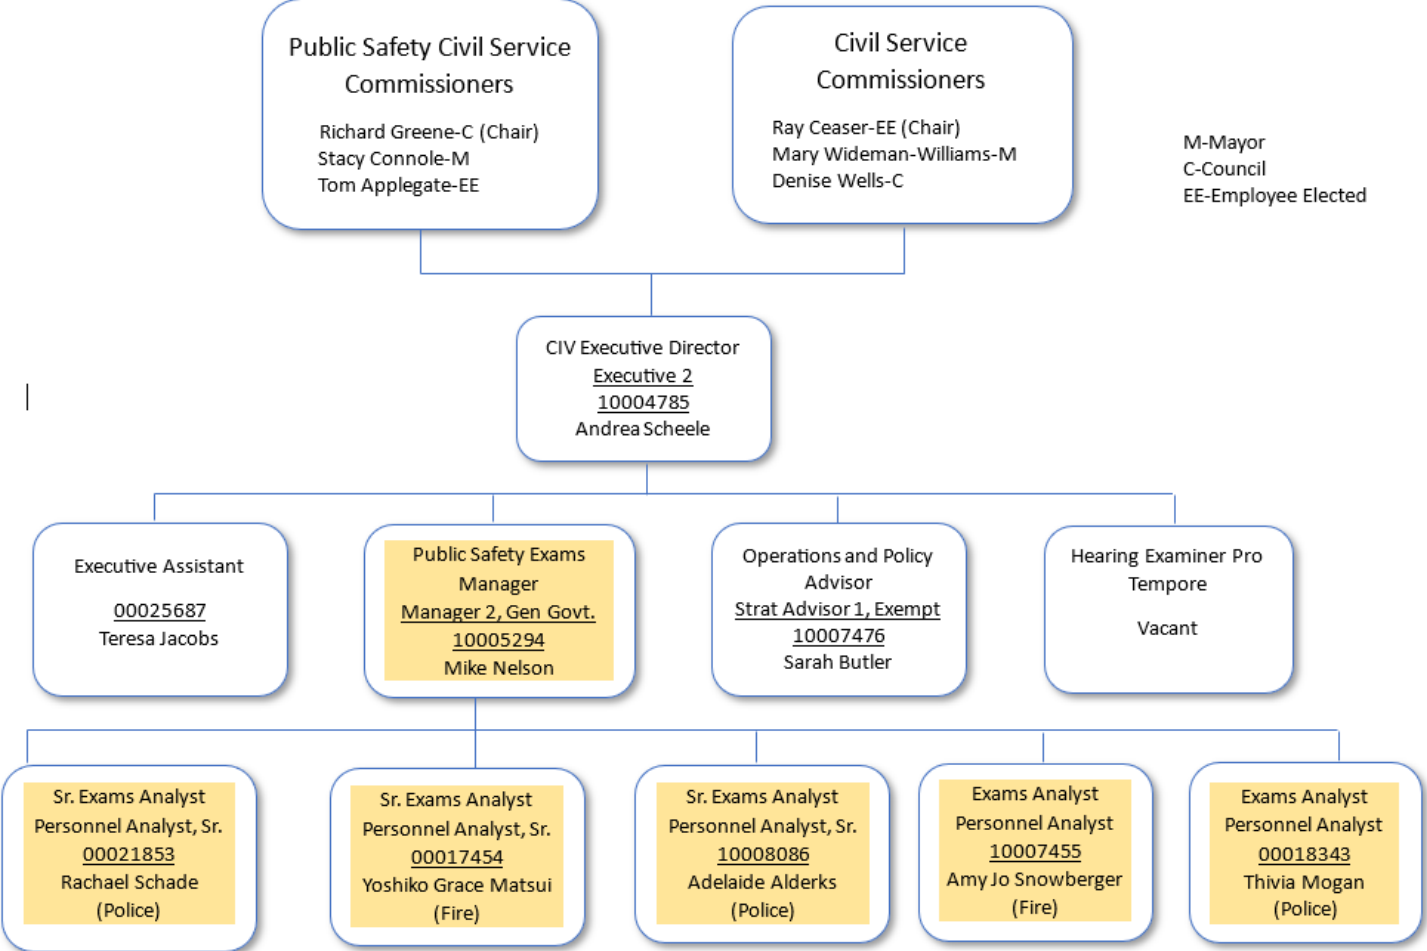 Public Safety Civil Service
Commissioners
Richard Greene-C (Chair)
Stacy Connole-M
Tom Applegate-EE
Civil Service
Commissioners
Ray Ceaser-EE (Chair)
Mary Wideman-Williams-M
Denise Wells-C
M-Mayor
C-Council
EE-Employee Elected
CIV Executive Director
Executive 2
10004785
Andrea Scheele
Executive Assistant
00025687
Teresa Jacobs
Public Safety Exams
Manager
Manager 2, Gen Govt.
10005294
Mike Nelson
Operations and Policy
Advisor
Strat Advisor 1, Exempt
10007476
Sarah Butler
Hearing Examiner Pro
Tempore
Vacant
Sr. Exams Analyst
Personnel Analyst, Sr.
00021853
Rachael Schade
(Police)
Sr. Exams Analyst
Personnel Analyst, Sr.
00017454
Yoshiko Grace Matsui
(Fire)
Sr. Exams Analyst
Personnel Analyst, Sr.
10008086
Adelaide Alderks
(Police)
Exams Analyst
Personnel Analyst
10007455
Amy Jo Snowberger
(Fire)
Exams Analyst
Personnel Analyst
00018343
Thivia Mogan
(Police)